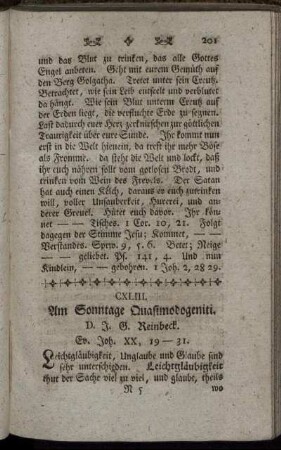 201
und das Blut zu trinken, das alle Gottes
Engel anbeten. Geht mit eurem Gemüth auf
den Berg Golgatha. Tretet unter sein Creutz.
Betrachtet, wie sein Leib entseelt und verblutet
da hängt. Wie sein Blut unterm Creutz auf
der Erden liegt, die verfluchte Erde zu segnen.
Last dadurch euer Hertz zerknirschen zur göttlichen
Traurigkeit über eure Sünde. Ihr kommt nun
erst in die Welt hienein, da trefft ihr mehr Böse
als Fromme. da steht die Welt und lockt, daß
ihr euch nähren sollt vom gotlosen Brodt, und
trinken vom Wein des Frevels. Der Satan
hat auch einen Kelch, daraus er euch zutrinken
will, voller Unsauberkeit, Hurerei, und an-
derer Greuel. Hütet euch davor. Ihr kön-
net — — Tisches. 1 Cor. 10, 21. Folgt
dagegen der Stimme Jesu; Kommet, — —
Verstandes. Sprw. 9, 5. 6. Betet; Neige
— — geliebet. Ps. 141, 4. Und nun
Kindlein, — — gebohren. 1 Joh. 2, 28 29.
CXLIII.
Am Sonntage Quasimodogeniti.
D. J. G. Reinbeck.
Ev. Joh. XX, 19 — 31.
Leichtgläubigkeit, Unglaube und Glaube sind
sehr unterschieden. Leichtgläubigkeit
thut der Sache viel zu viel, und glaube, theils
N 5 wo